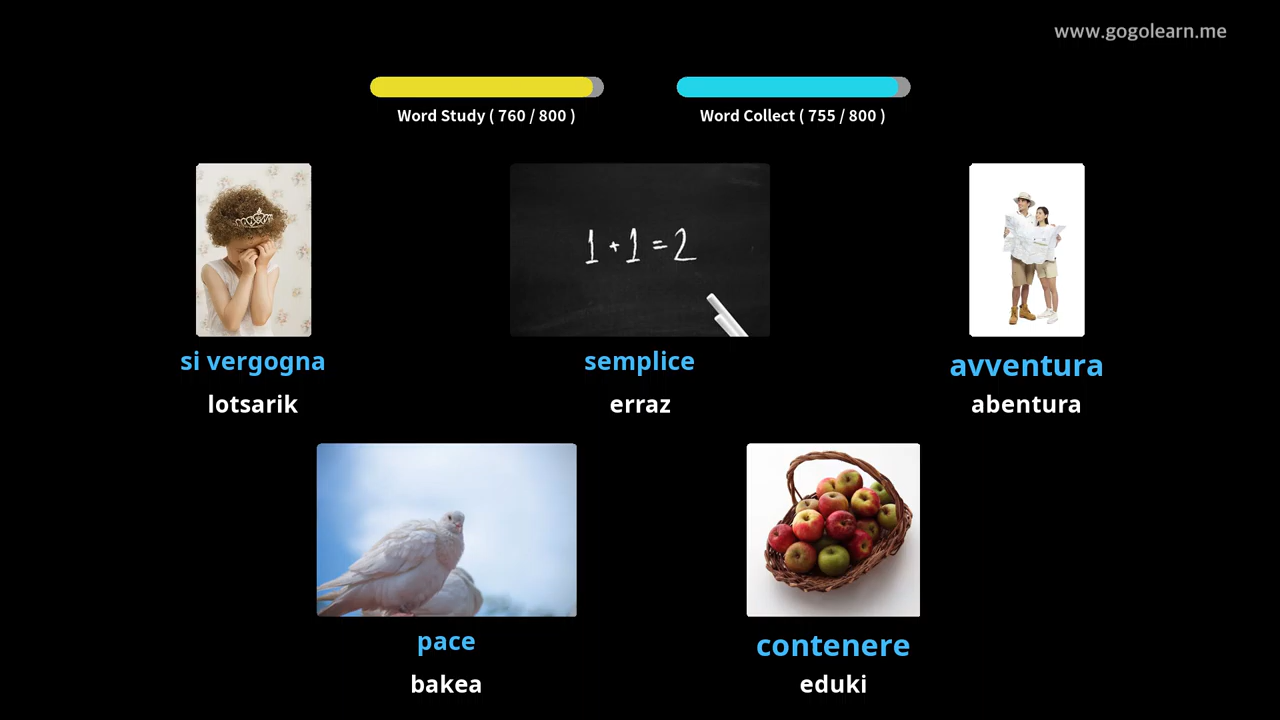 www.gogolearn.me
Word Study ( 760 / 800 )
Word Collect ( 755 / 800 )
1 + 1 = 2
si vergogna
semplice
avventura
lotsarik
erraz
abentura
pace
contenere
bakea
eduki